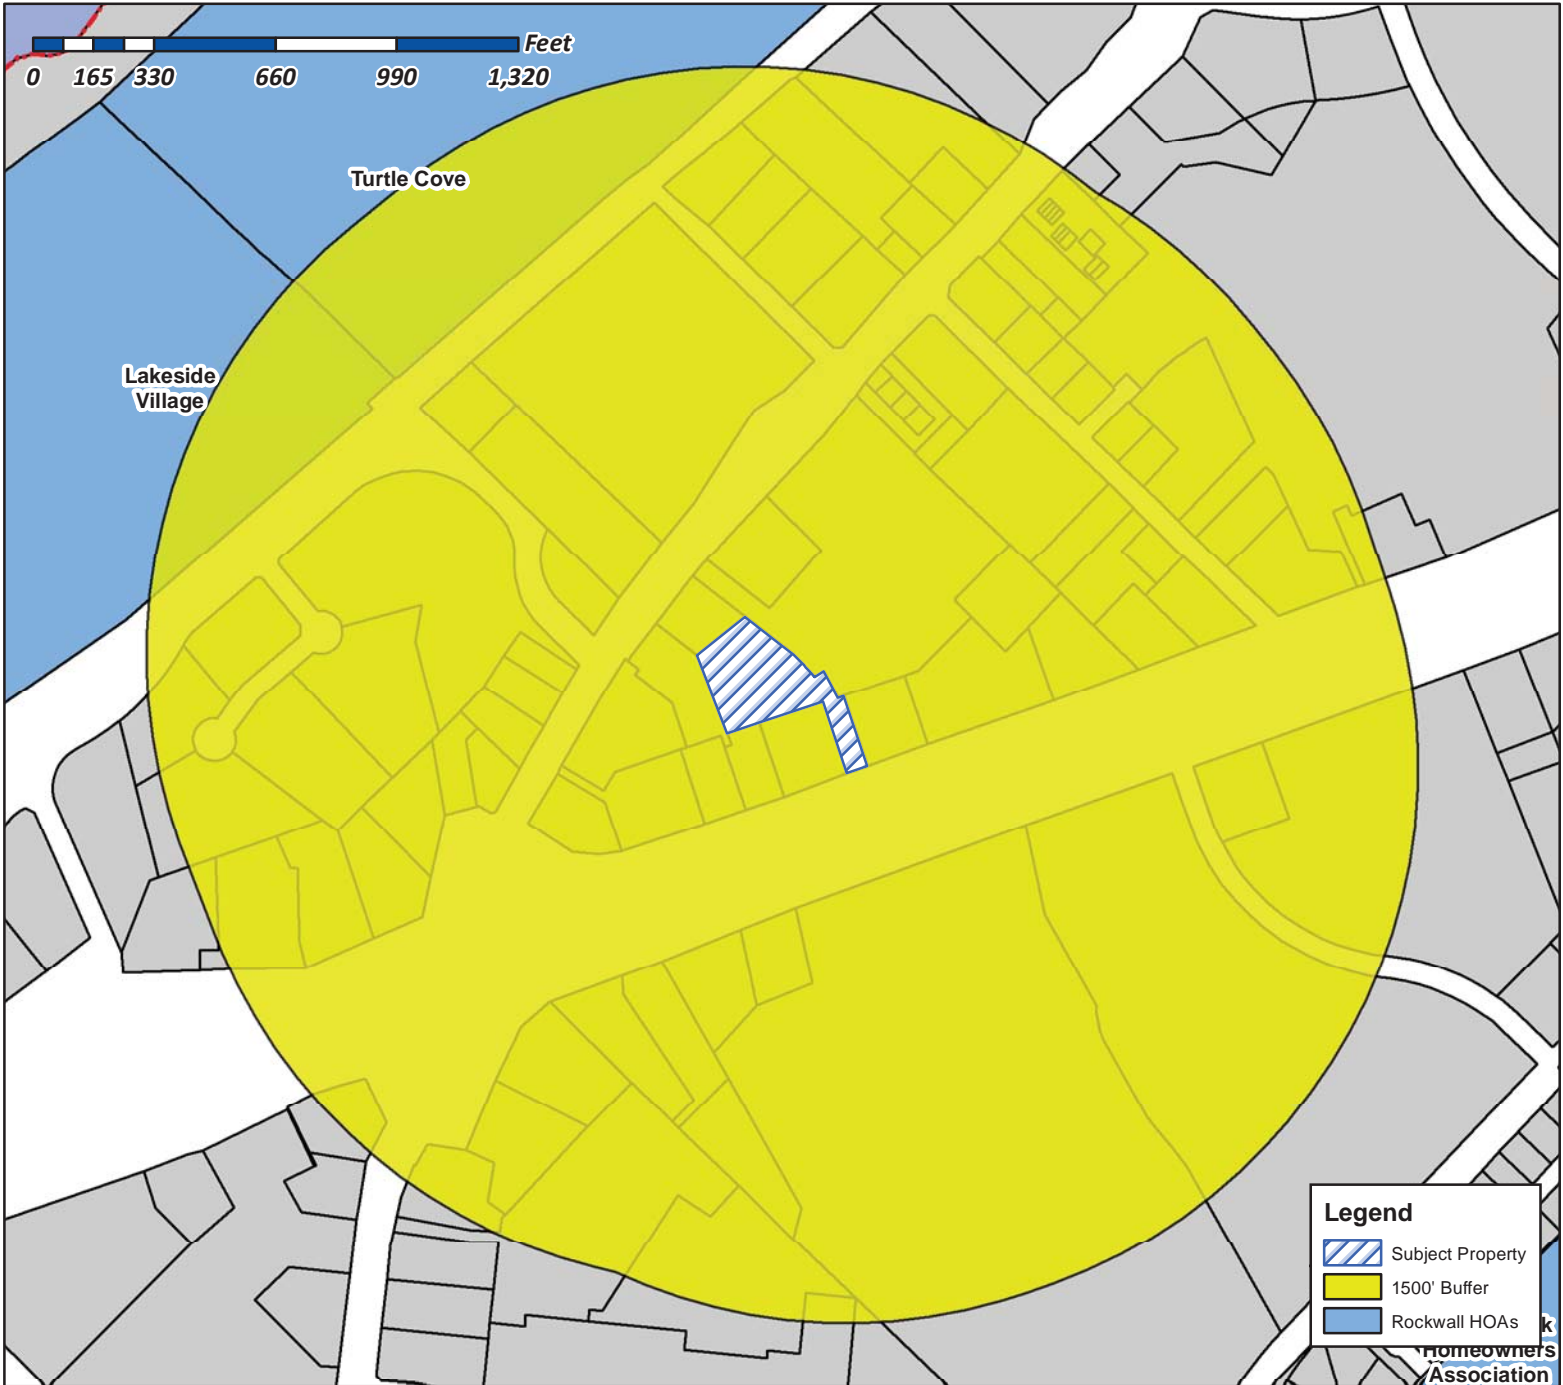 Feet
0 165 330 660 990 1,320
Turtle Cove
Lakeside
Village
Legend
Subject Property
1500' Buffer
Rockwall HOAs
k
Homeowners
Association